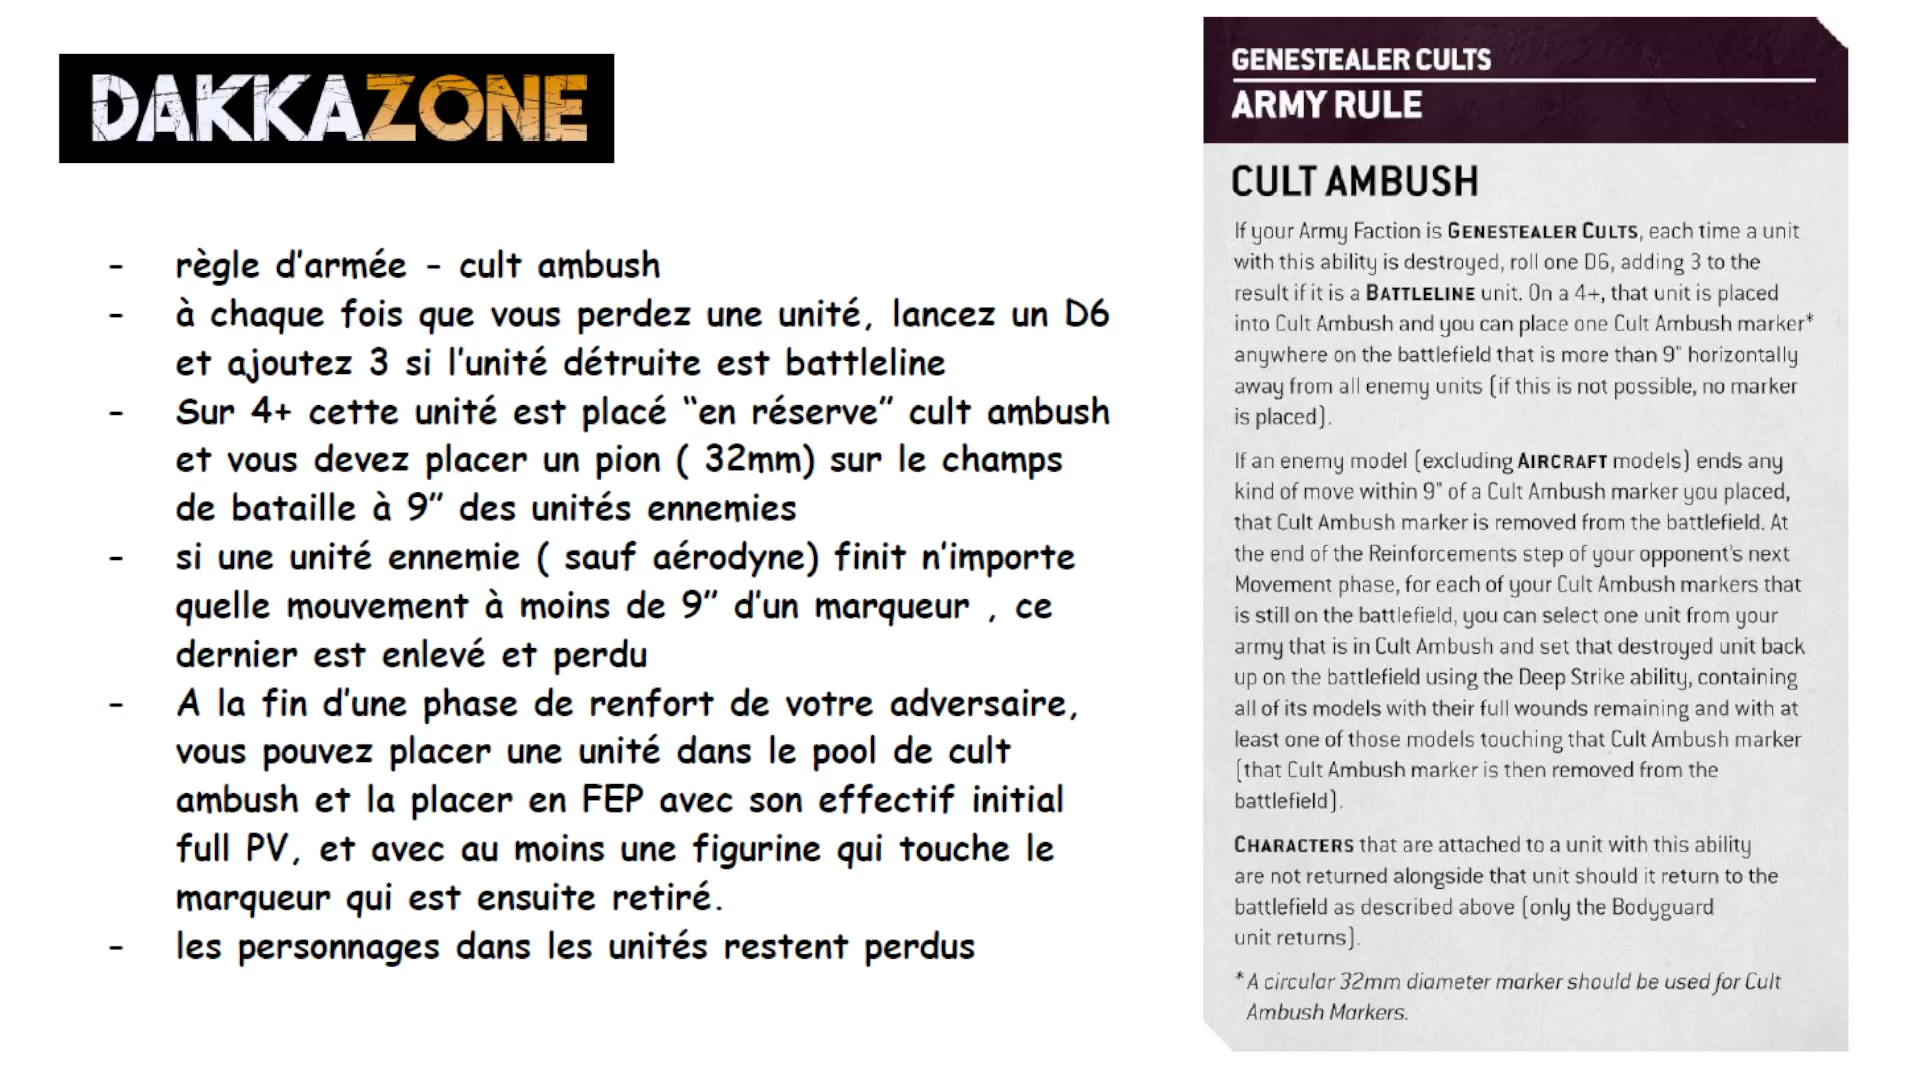 DAKKAZONE
- règle d'armée - cult ambush
- à chaque fois que vous perdez une unité, lancez un D6
et ajoutez 3 si l'unité détruite est battleline
- Sur 4+ cette unité est placé "en réserve" cult ambush
et vous devez placer un pion ( 32mm) sur le champs
de bataille à 9" des unités ennemies
- si une unité ennemie ( sauf aérodyne) finit n'importe
quelle mouvement à moins de 9" d'un marqueur , ce
dernier est enlevé et perdu
- A la fin d'une phase de renfort de votre adversaire,
vous pouvez placer une unité dans le pool de cult
ambush et la placer en FEP avec son effectif initial
full PV, et avec au moins une figurine qui touche le
marqueur qui est ensuite retiré.
- les personnages dans les unités restent perdus
GENESTEALER CULTS
ARMY RULE
CULT AMBUSH
If your Army Faction is GENESTEALER CULTS, each time a unit
with this ability is destroyed, roll one D6, adding 3 to the
result if it is a BATTLELINE unit. On a 4+, that unit is placed
into Cult Ambush and you can place one Cult Ambush marker*
anywhere on the battlefield that is more than 9" horizontally
away from all enemy units (if this is not possible, no marker
is placed).
If an enemy model (excluding AIRCRAFT models) ends any
kind of move within 9" of a Cult Ambush marker you placed,
that Cult Ambush marker is removed from the battlefield. At
the end of the Reinforcements step of your opponent's next
Movement phase, for each of your Cult Ambush markers that
is still on the battlefield, you can select one unit from your
army that is in Cult Ambush and set that destroyed unit back
up on the battlefield using the Deep Strike ability, containing
all of its models with their full wounds remaining and with at
least one of those models touching that Cult Ambush marker
(that Cult Ambush marker is then removed from the
battlefield).
CHARACTERS that are attached to a unit with this ability
are not returned alongside that unit should it return to the
battlefield as described above (only the Bodyguard
unit returns).
*A circular 32mm diameter marker should be used for Cult
Ambush Markers.